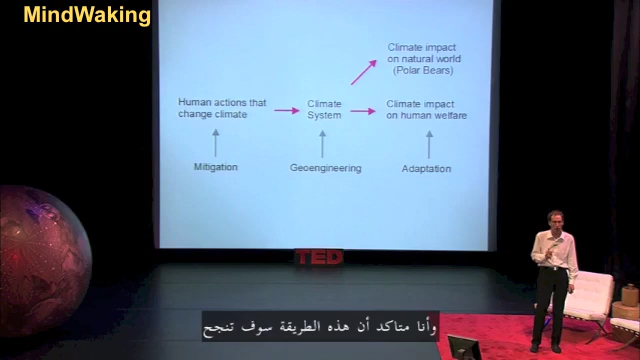 MindWaking
Climate impact
on natural world
(Polar Bears)
Human actions that
change climate
Climate
System
Climate impact
on human welfare
Mitigation
Geoengineering
Adaptation
TED
وأنا متاكد أن هذه الطريقة سوف تنجح